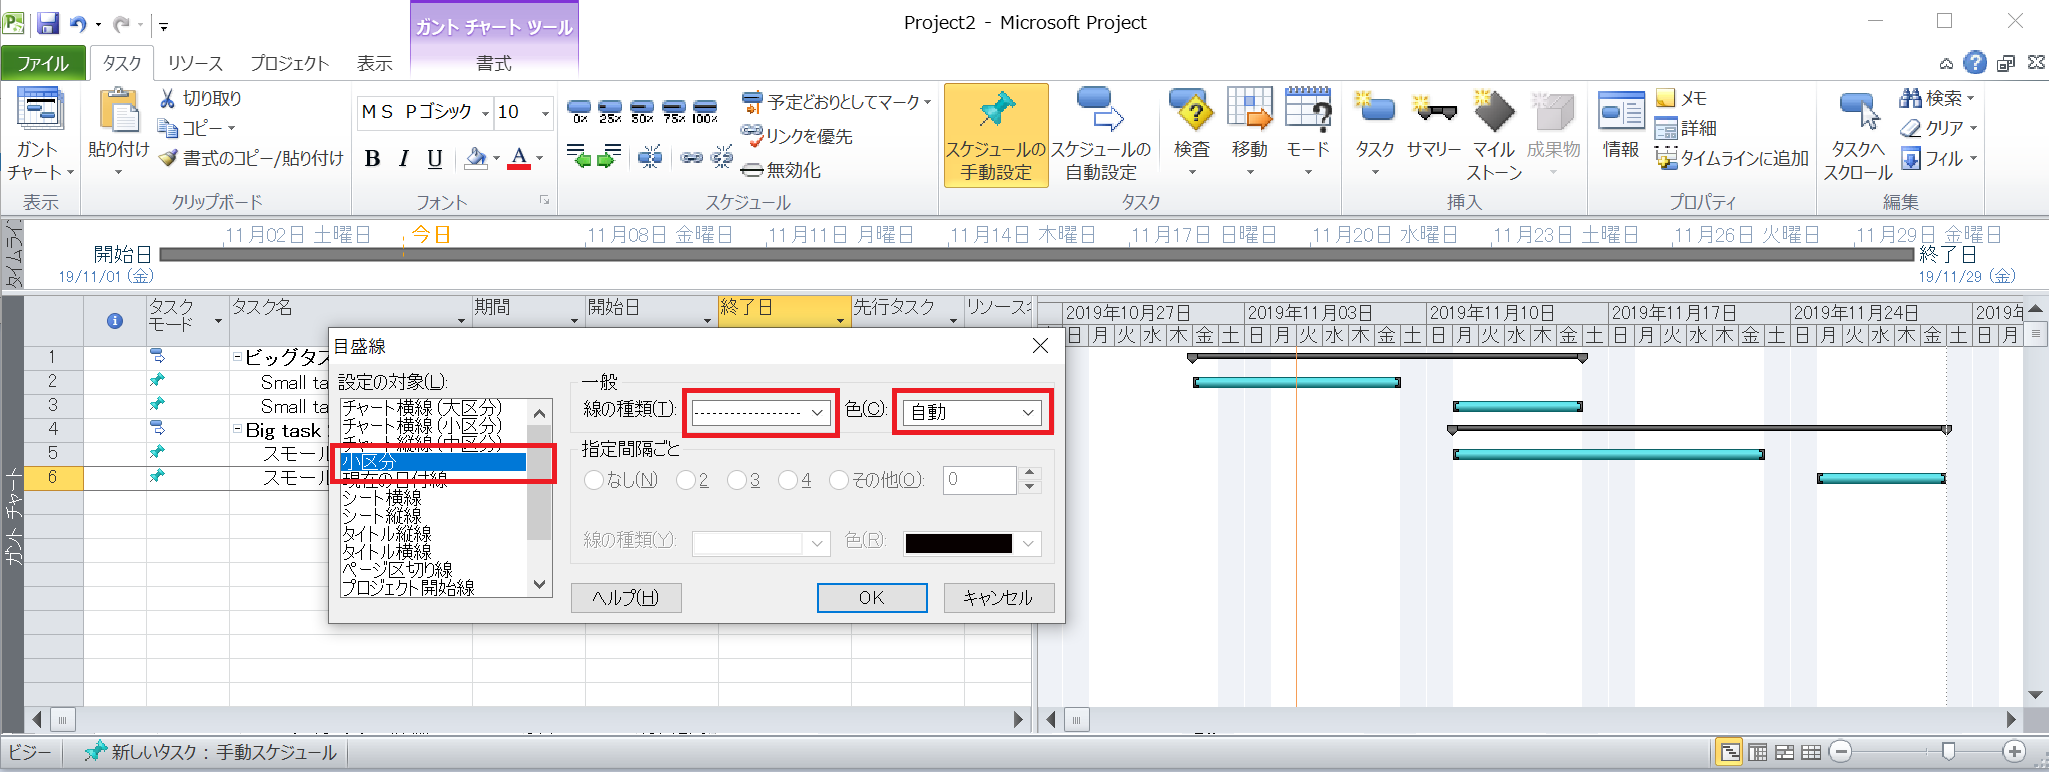 Project2 - Microsoft Project
ガント チャート ツール
ファイル タスク リソース プロジェクト 表示 書式
ガント
チャート
表示
貼り付け
切り取り
コピー
書式のコピー/貼り付け
クリップボード
ＭＳ Ｐゴシック 10
B I U A
フォント
0% 25% 50% 75% 100%
予定どおりとしてマーク
リンクを優先
無効化
スケジュール
スケジュールの
手動設定
スケジュールの
自動設定
検査 移動 モード
タスク
タスク サマリー マイル
ストーン
成果物
挿入
情報
メモ
詳細
タイムラインに追加
プロパティ
タスクへ
スクロール
検索
クリア
フィル
編集
タイムライ
11月02日 土曜日 今日 11月08日 金曜日 11月11日 月曜日 11月14日 木曜日 11月17日 日曜日 11月20日 水曜日 11月23日 土曜日 11月26日 火曜日 11月29日 金曜日
開始日
19/11/01 (金)
終了日
19/11/29 (金)
タスク
モード
タスク名 期間 開始日 終了日 先行タスク リソース
2019年10月27日 2019年11月03日 2019年11月10日 2019年11月17日 2019年11月24日 2019年
日 月 火 水 木 金 土 日 月 火 水 木 金 土 日 月 火 水 木 金 土 日 月 火 水 木 金 土 日 月 火 水 木 金 土 日 月
1 ビッグタス
2 Small ta
3 Small ta
4 Big task
5 スモール
6 スモール
ガント チャート
目盛線
設定の対象(L):
チャート横線(大区分)
チャート横線(小区分)
チャート縦線(中区分)
小区分
現在の日付線
シート横線
シート縦線
タイトル縦線
タイトル横線
ページ区切り線
プロジェクト開始線
一般
線の種類(T): 色(C): 自動
指定間隔ごと
なし(N) 2 3 4 その他(O): 0
線の種類(Y): 色(R):
ヘルプ(H) OK キャンセル
ビジー 新しいタスク : 手動スケジュール